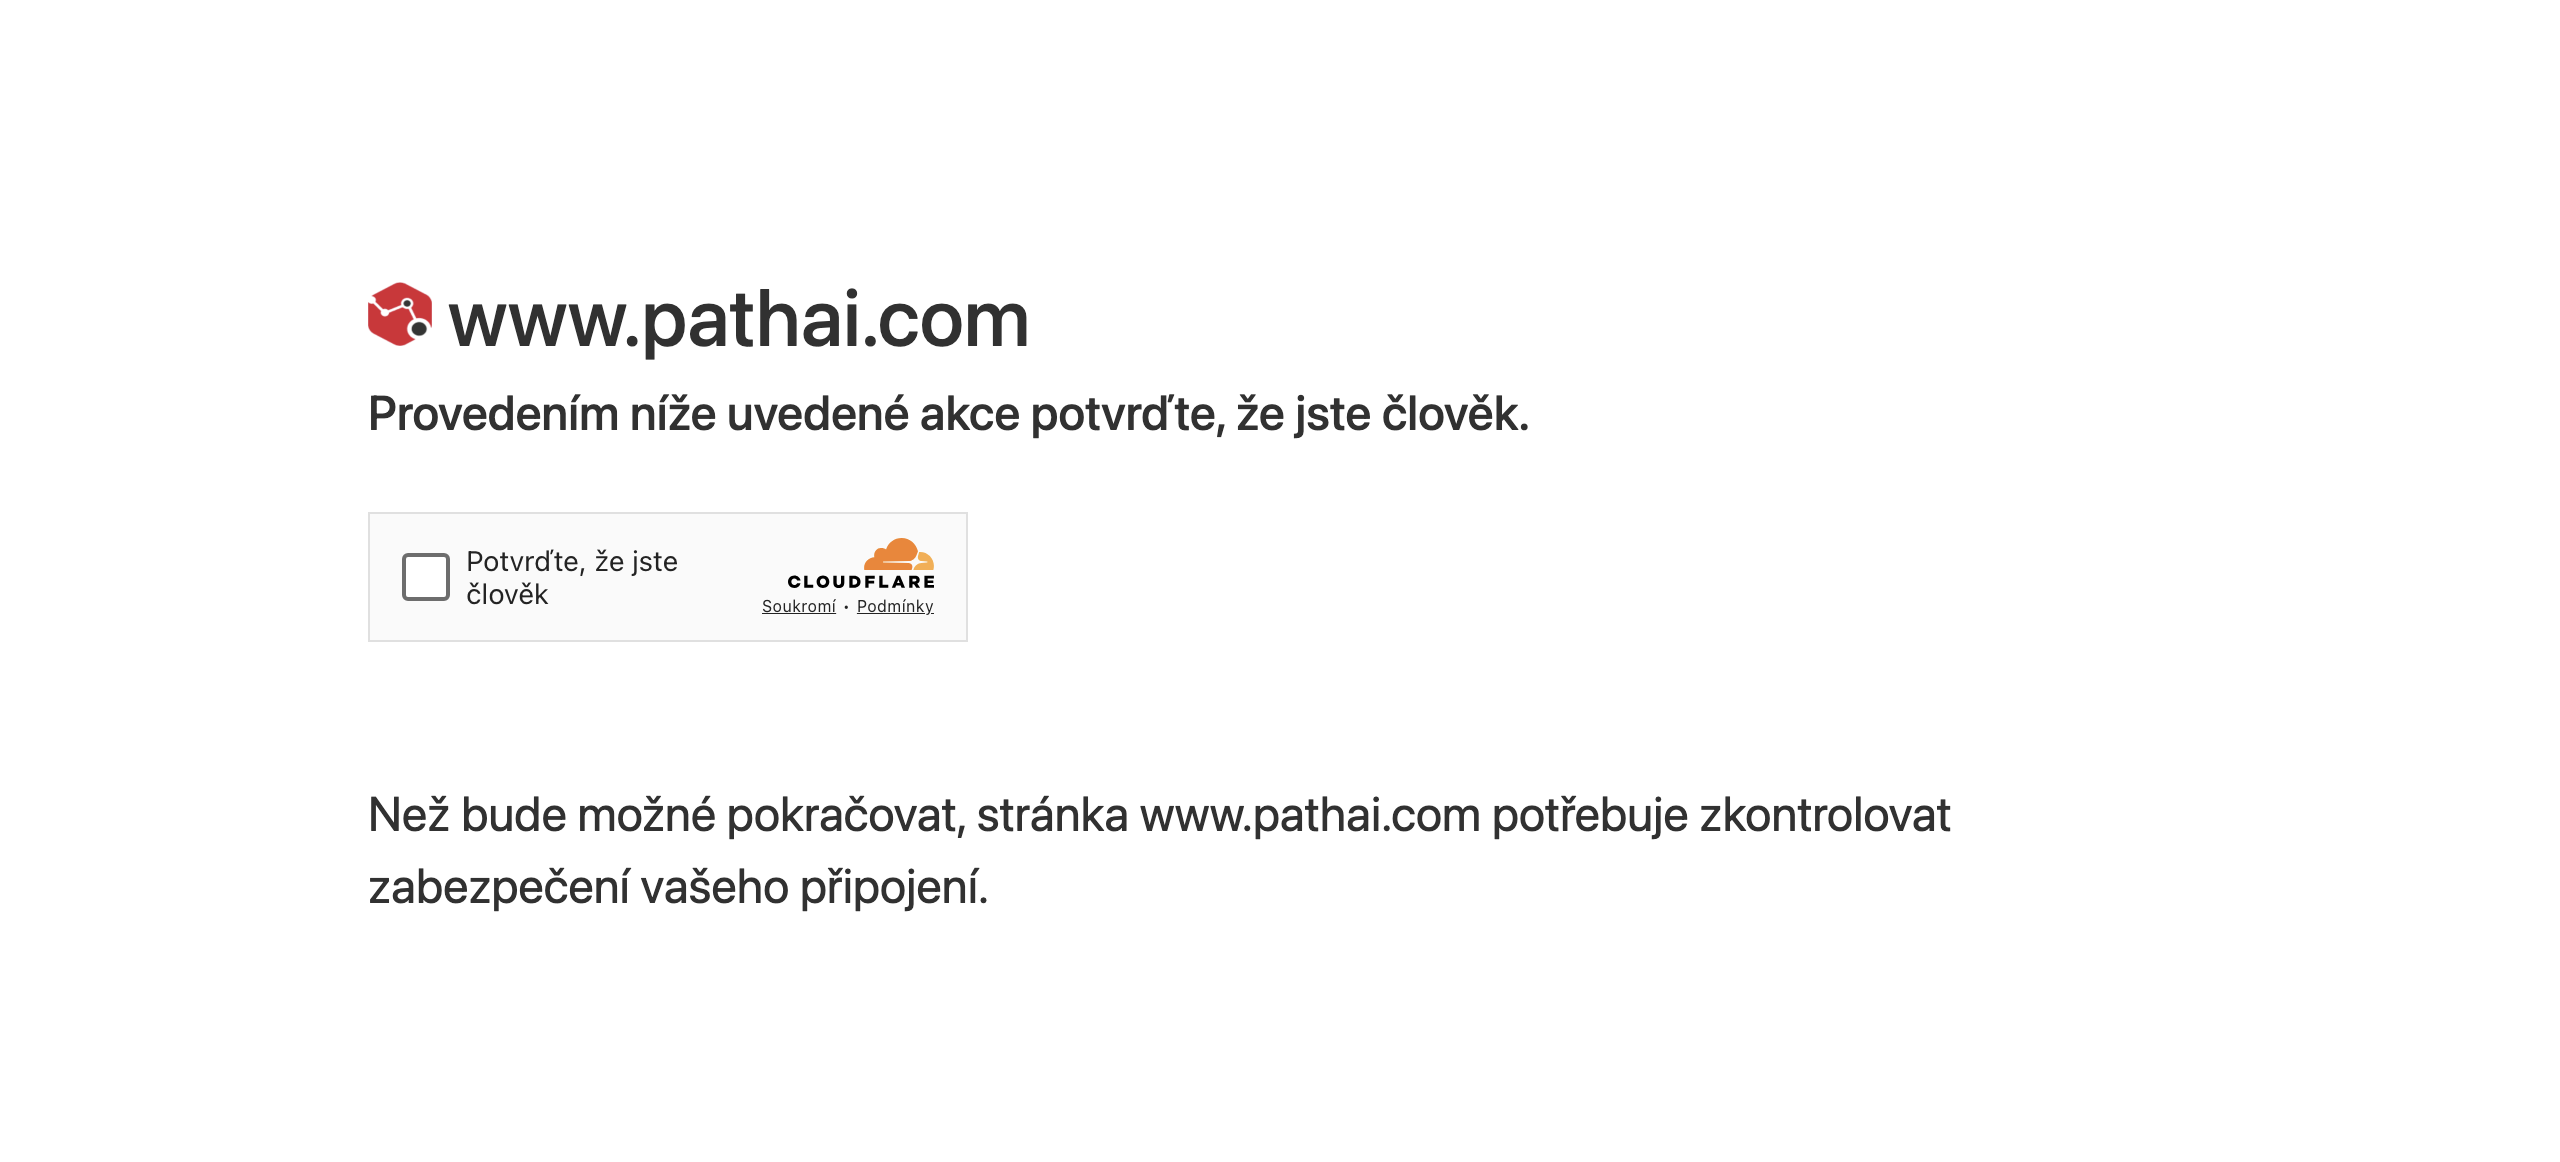 www.pathai.com
Provedením níže uvedené akce potvrďte, že jste člověk.
Potvrďte, že jste
člověk
CLOUDFLARE
Soukromí • Podmínky
Než bude možné pokračovat, stránka www.pathai.com potřebuje zkontrolovat
zabezpečení vašeho připojení.